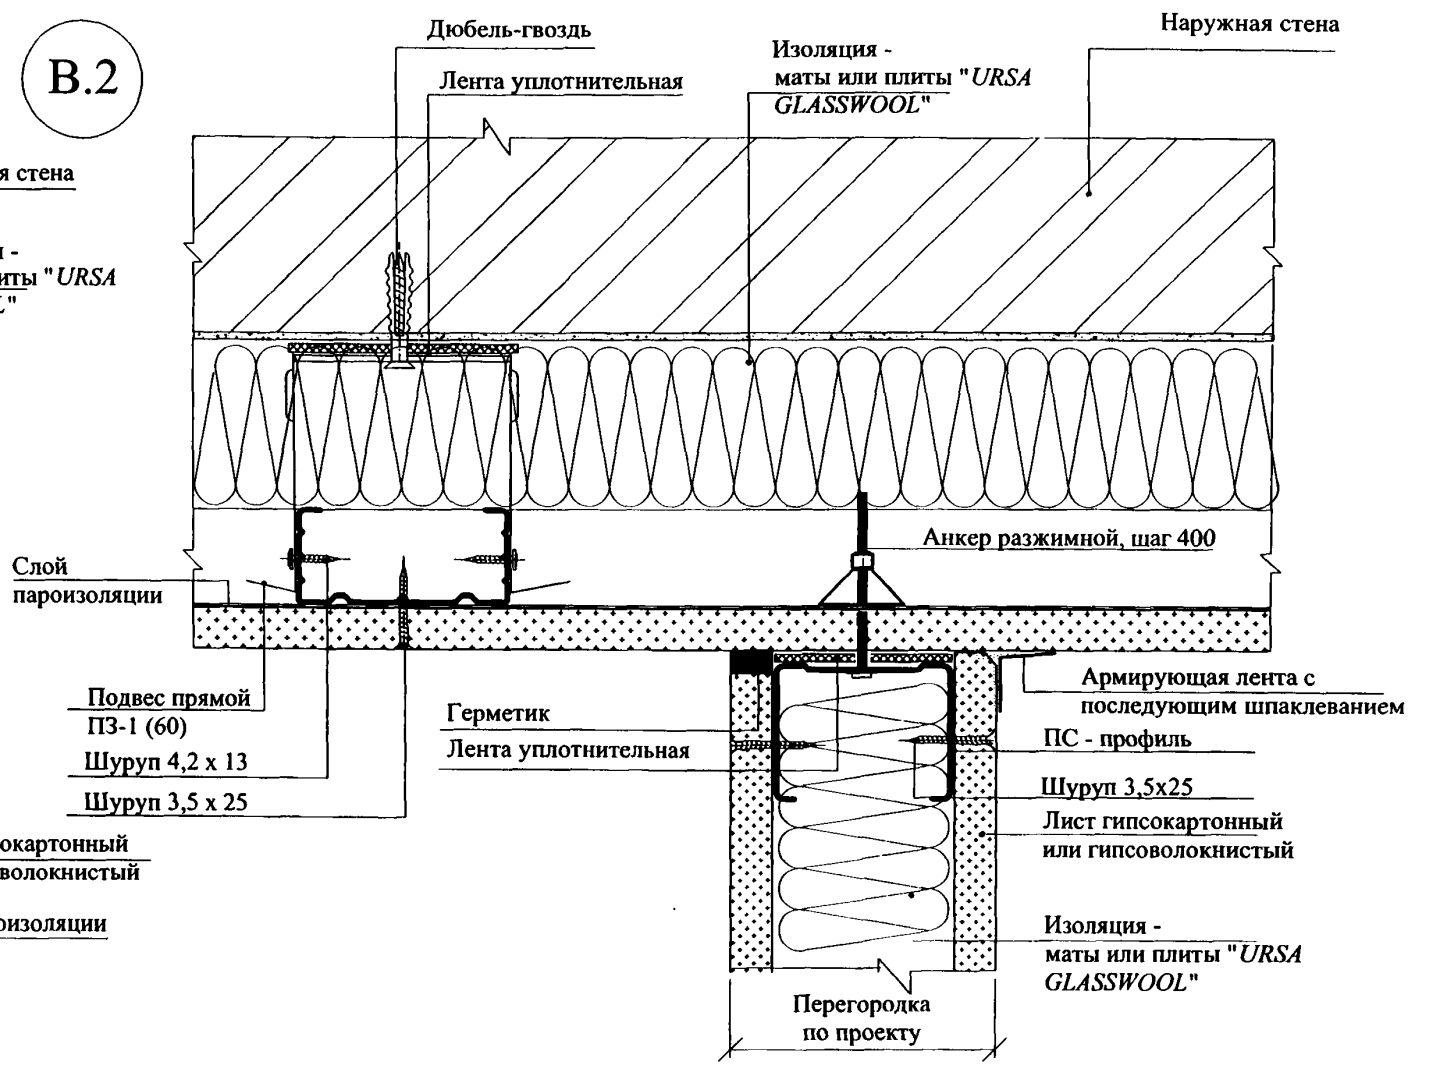 В.2
я стена
Дюбель-гвоздь
Лента уплотнительная
Изоляция -
маты или плиты "URSA
GLASSWOOL"
Наружная стена
и -
иты "URSA
L"
Слой
пароизоляции
Анкер разжимной, шаг 400
Подвес прямой
ПЗ-1 (60)
Шуруп 4,2 х 13
Шуруп 3,5 х 25
окартонный
волокнистый
оизоляции
Герметик
Лента уплотнительная
Армирующая лента с
последующим шпаклеванием
ПС - профиль
Шуруп 3,5х25
Лист гипсокартонный
или гипсоволокнистый
Изоляция -
маты или плиты "URSA
GLASSWOOL"
Перегородка
по проекту